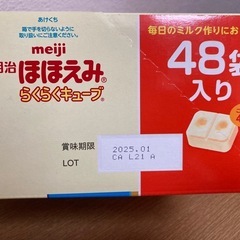 あけくち
箱で手を切らないように
取り扱いにご注意ください。
meiji
明治ほほえみ®
らくらくキューブ
毎日のミルク作りにお
48袋
入り
賞味期限
LOT
2025.01
CA L21 A